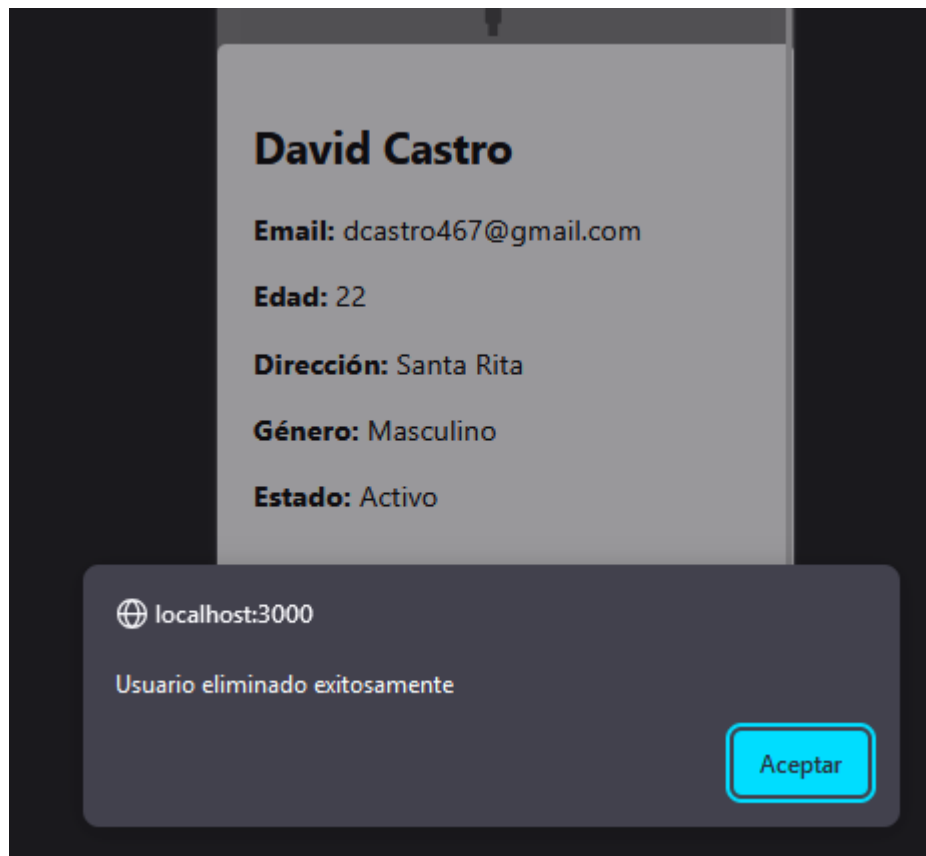 David Castro
Email: dcastro467@gmail.com
Edad: 22
Dirección: Santa Rita
Género: Masculino
Estado: Activo
localhost:3000
Usuario eliminado exitosamente
Aceptar